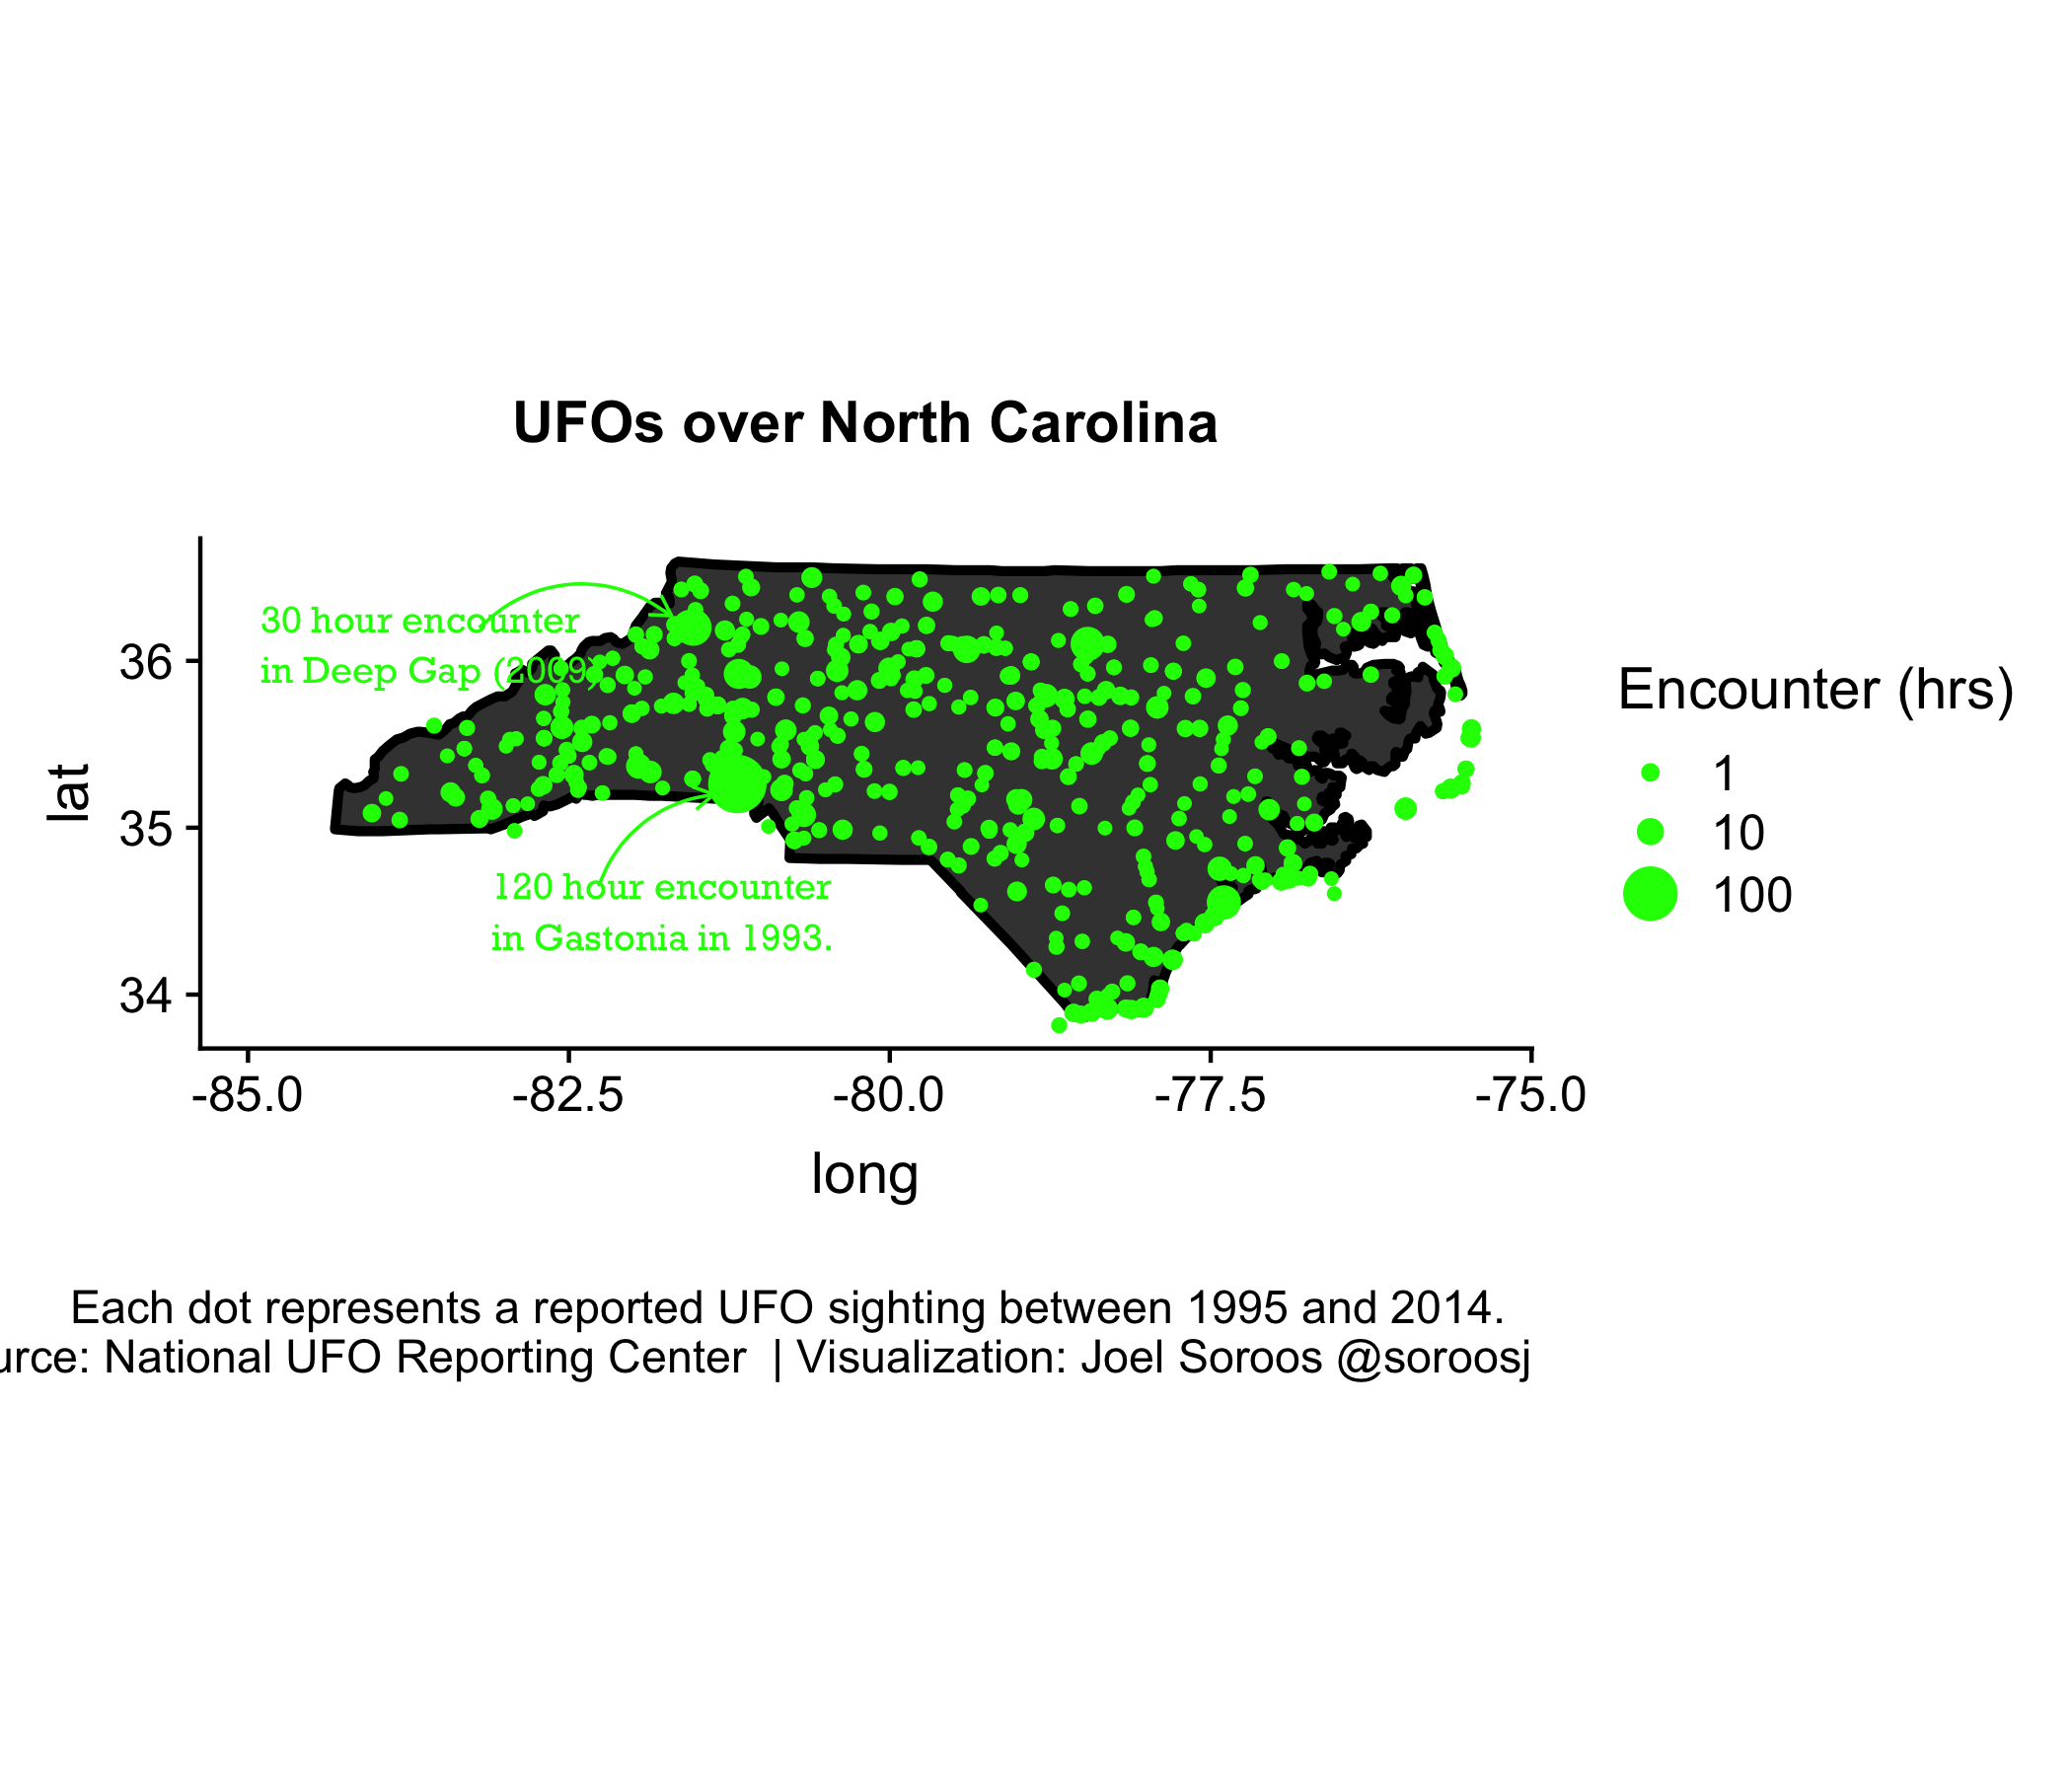 UFOs over North Carolina
30 hour encounter
in Deep Gap (2009)
120 hour encounter
in Gastonia in 1993.
lat
36
35
34
-85.0
-82.5
-80.0
-77.5
-75.0
long
Encounter (hrs)
1
10
100
Each dot represents a reported UFO sighting between 1995 and 2014.
urce: National UFO Reporting Center | Visualization: Joel Soroos @soroosj